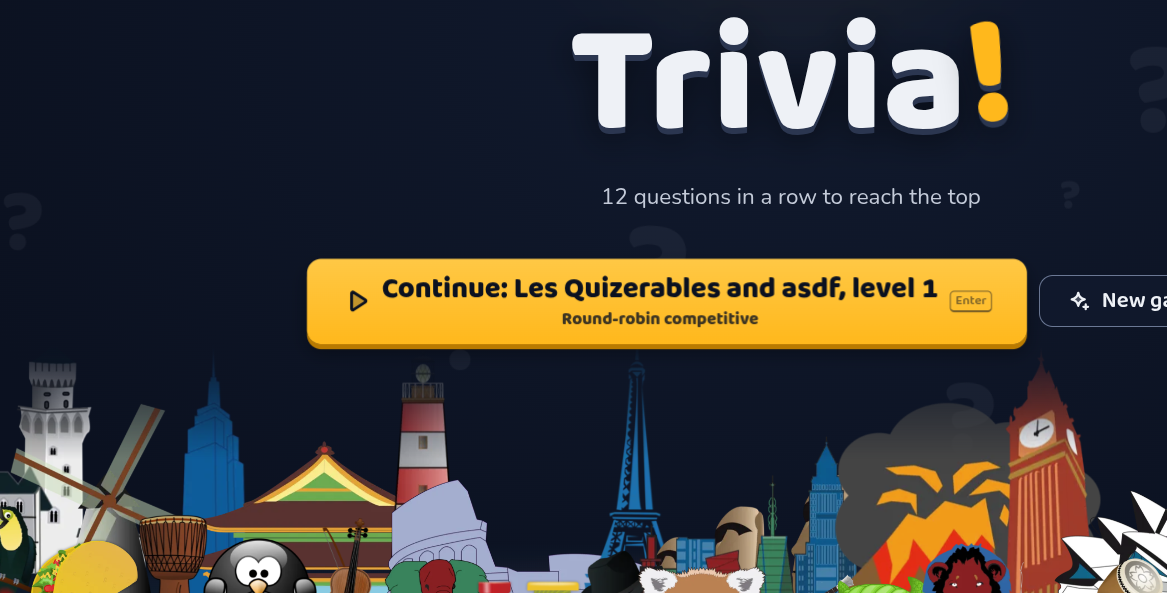 Trivia!
12 questions in a row to reach the top
Continue: Les Quizerables and asdf, level 1
Enter
Round-robin competitive
New ga